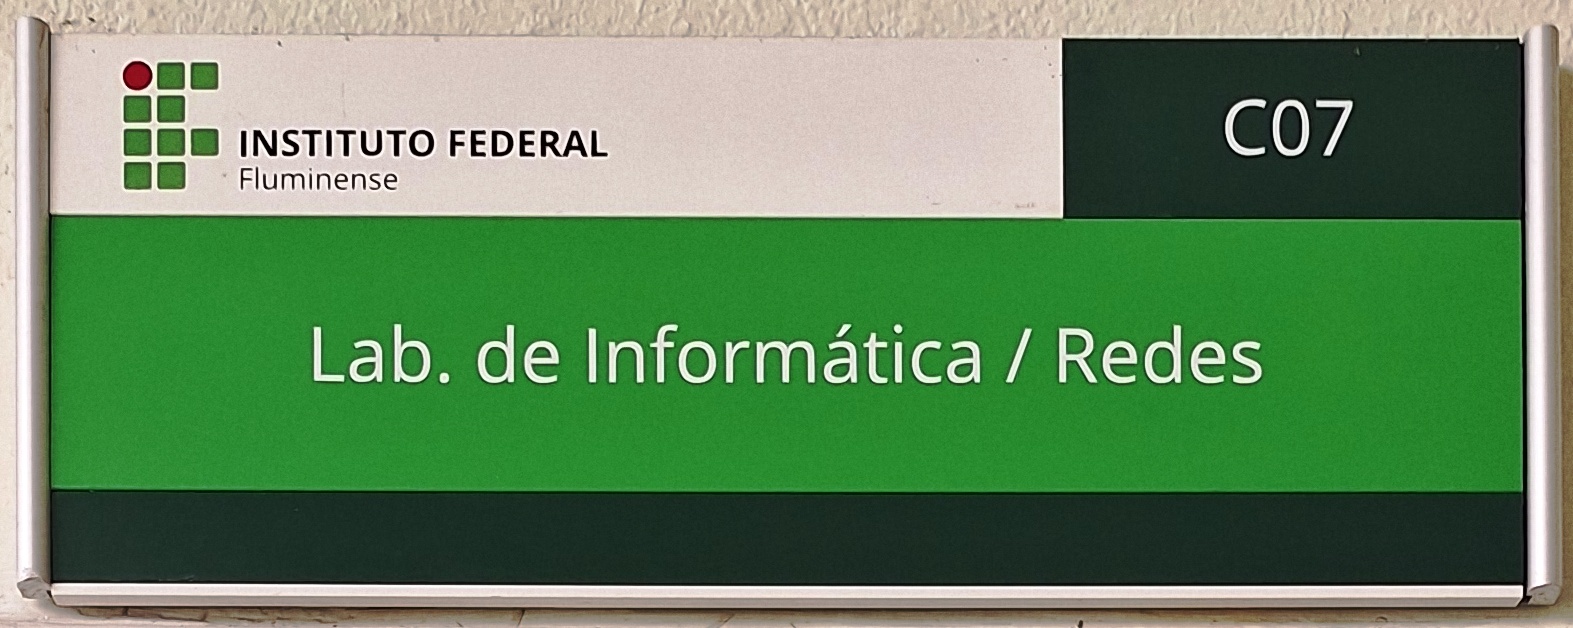 INSTITUTO FEDERAL
Fluminense
C07
Lab. de Informática / Redes